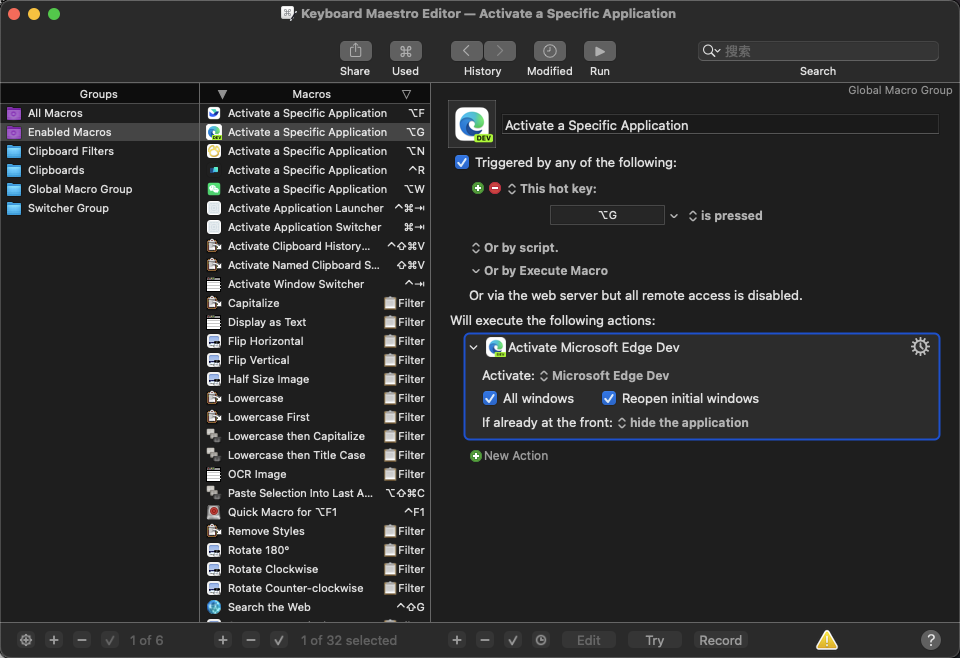 Keyboard Maestro Editor — Activate a Specific Application
Share
Used
History
Modified
Run
搜索
Search
Groups
All Macros
Enabled Macros
Clipboard Filters
Clipboards
Global Macro Group
Switcher Group
Macros
Activate a Specific Application ⌥F
Activate a Specific Application ⌥G
Activate a Specific Application ⌥N
Activate a Specific Application ^R
Activate a Specific Application ⌥W
Activate Application Launcher ^⌘⇥
Activate Application Switcher ⌘⇥
Activate Clipboard History... ^⇧⌘V
Activate Named Clipboard S... ⇧⌘V
Activate Window Switcher ^⇥
Capitalize Filter
Display as Text Filter
Flip Horizontal Filter
Flip Vertical Filter
Half Size Image Filter
Lowercase Filter
Lowercase First Filter
Lowercase then Capitalize Filter
Lowercase then Title Case Filter
OCR Image Filter
Paste Selection Into Last A... ⌥⇧⌘C
Quick Macro for ⌥F1 ^F1
Remove Styles Filter
Rotate 180° Filter
Rotate Clockwise Filter
Rotate Counter-clockwise Filter
Search the Web ^⇧G
Global Macro Group
DEV
Activate a Specific Application
Triggered by any of the following:
This hot key:
⌥G
is pressed
Or by script.
Or by Execute Macro
Or via the web server but all remote access is disabled.
Will execute the following actions:
Activate Microsoft Edge Dev
Activate: Microsoft Edge Dev
All windows
Reopen initial windows
If already at the front: hide the application
New Action
1 of 6
1 of 32 selected
Edit
Try
Record
?